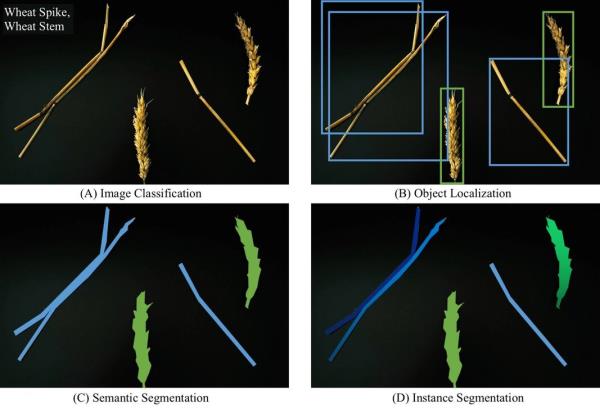 Wheat Spike,
Wheat Stem
(A) Image Classification
(B) Object Localization
(C) Semantic Segmentation
(D) Instance Segmentation